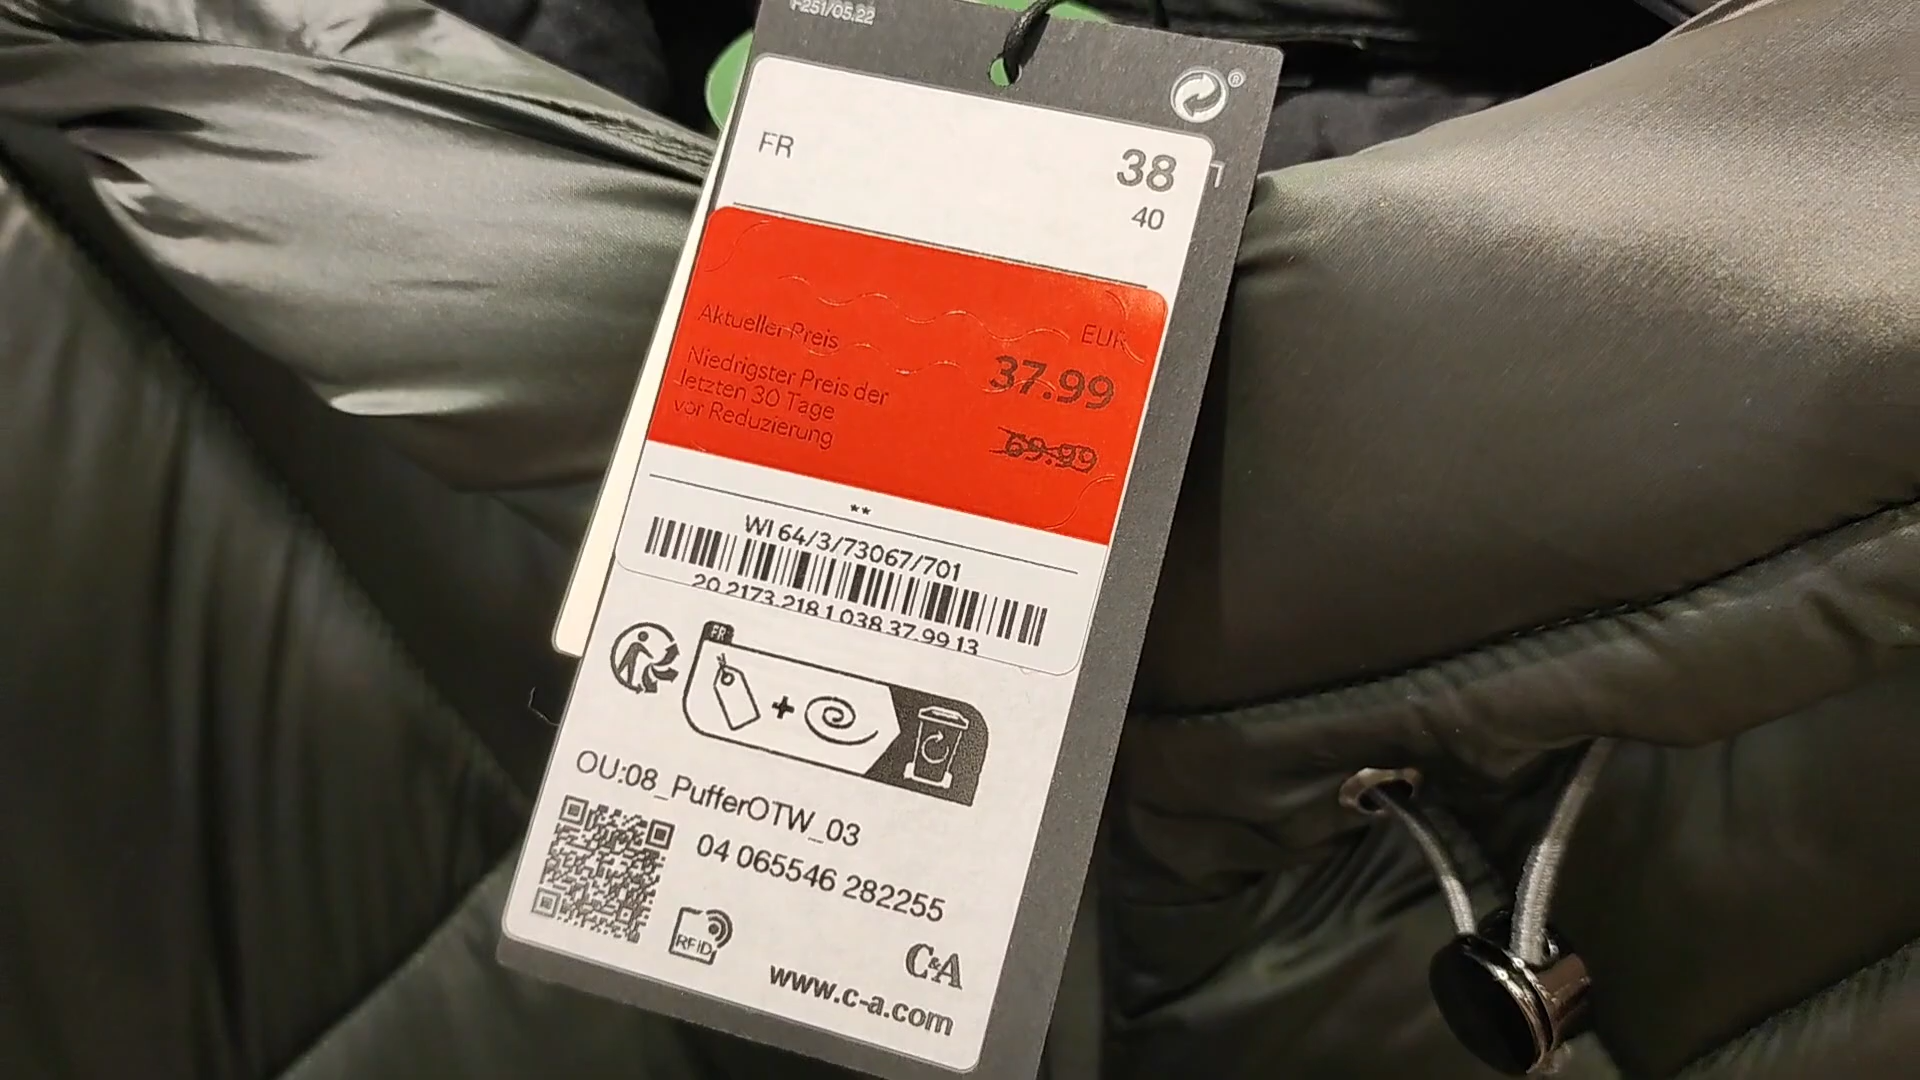 F251/05.22
®
FR 38
40
EUR
Aktueller Preis 37.99
Niedrigster Preis der
letzten 30 Tage
vor Reduzierung 69.99
**
WI 64/3/73067/701
20 2173 218 1 038 37.99 13
FR
+
OU:08_PufferOTW_03
04 065546 282255
RFID
C&A
www.c-a.com